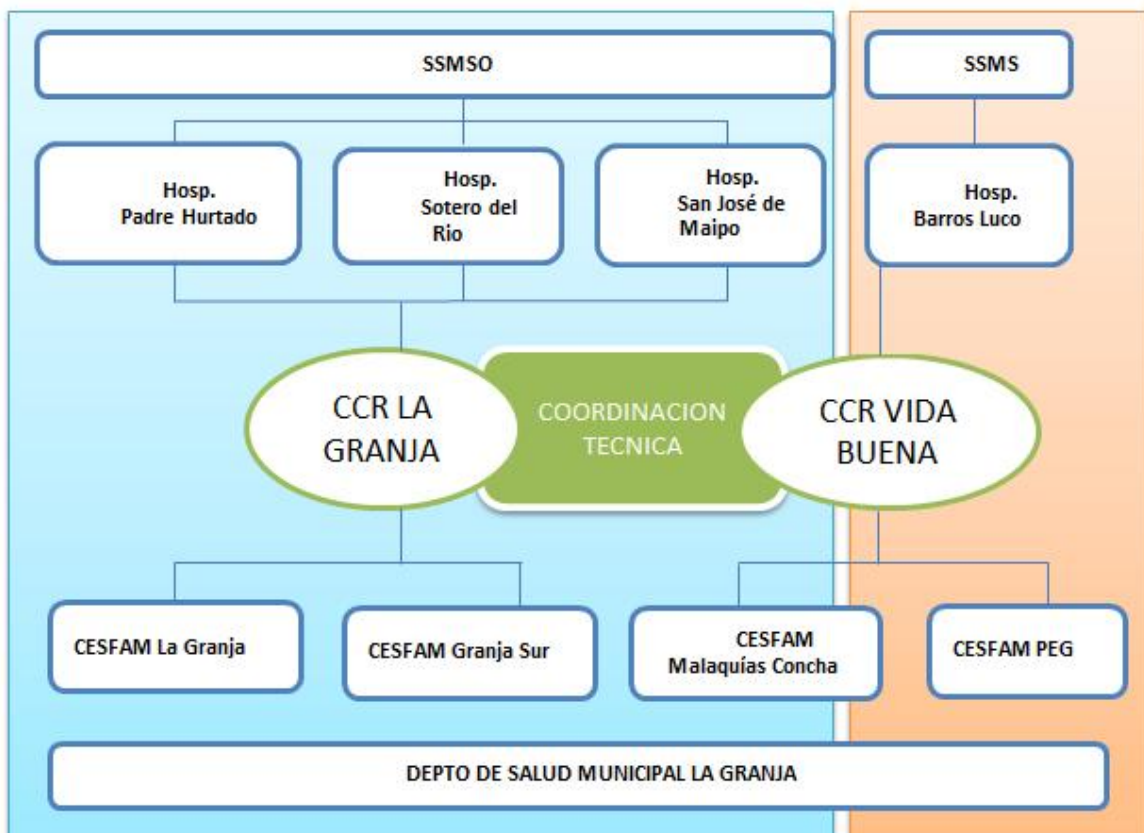 SSMSO
SSMS
Hosp.
Padre Hurtado
Hosp.
Sotero del
Rio
Hosp.
San José de
Maipo
Hosp.
Barros Luco
CCR LA
GRANJA
COORDINACION
TECNICA
CCR VIDA
BUENA
CESFAM La Granja
CESFAM Granja Sur
CESFAM
Malaquías Concha
CESFAM PEG
DEPTO DE SALUD MUNICIPAL LA GRANJA